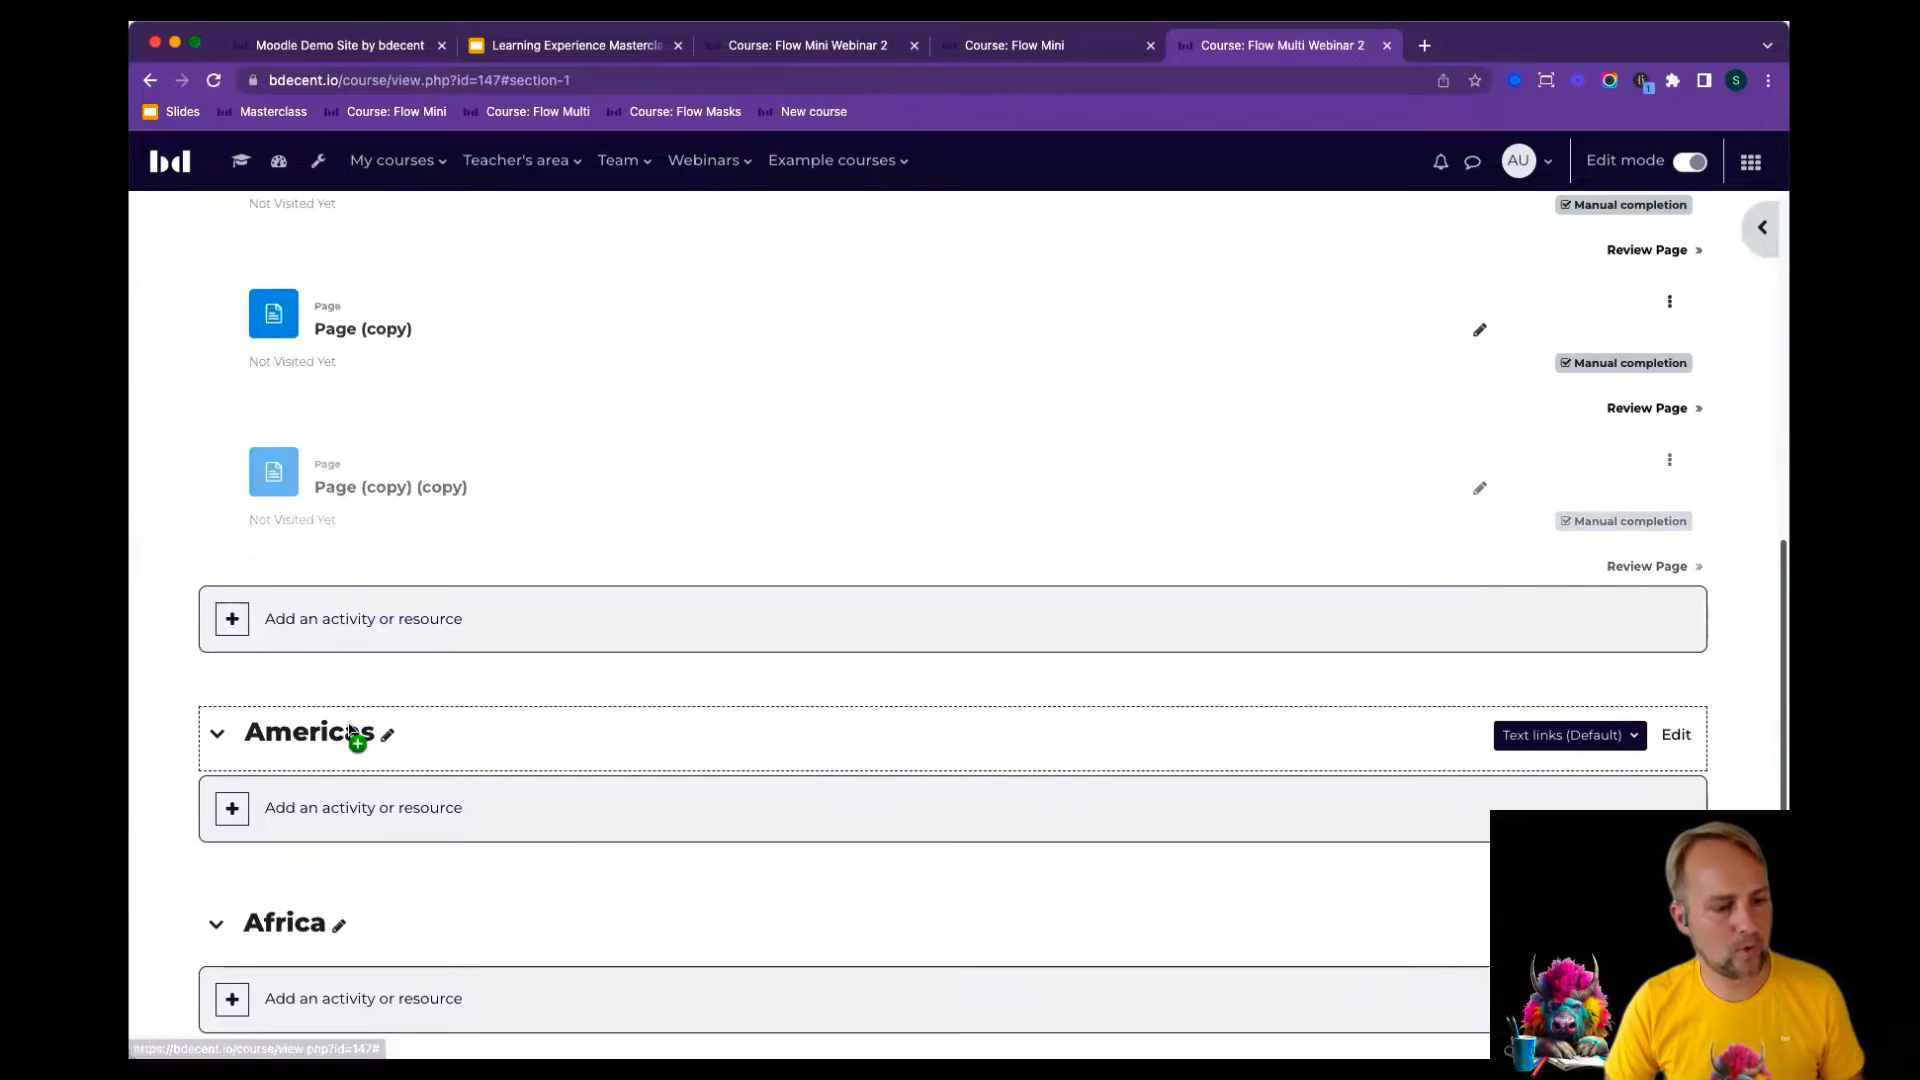 Moodle Demo Site by bdecent
Learning Experience Mastercla
Course: Flow Mini Webinar 2
Course: Flow Mini
Course: Flow Multi Webinar 2
bdecent.io/course/view.php?id=147#section-1
S
1
Slides
Masterclass
Course: Flow Mini
Course: Flow Multi
Course: Flow Masks
New course
bd
My courses
Teacher's area
Team
Webinars
Example courses
AU
Edit mode
Not Visited Yet
Manual completion
Review Page »
Page
Page (copy)
Not Visited Yet
Manual completion
Review Page »
Page
Page (copy) (copy)
Not Visited Yet
Manual completion
Review Page »
Add an activity or resource
Americas
Text links (Default)
Edit
Add an activity or resource
Africa
Add an activity or resource
https://bdecent.io/course/view.php?id=147#